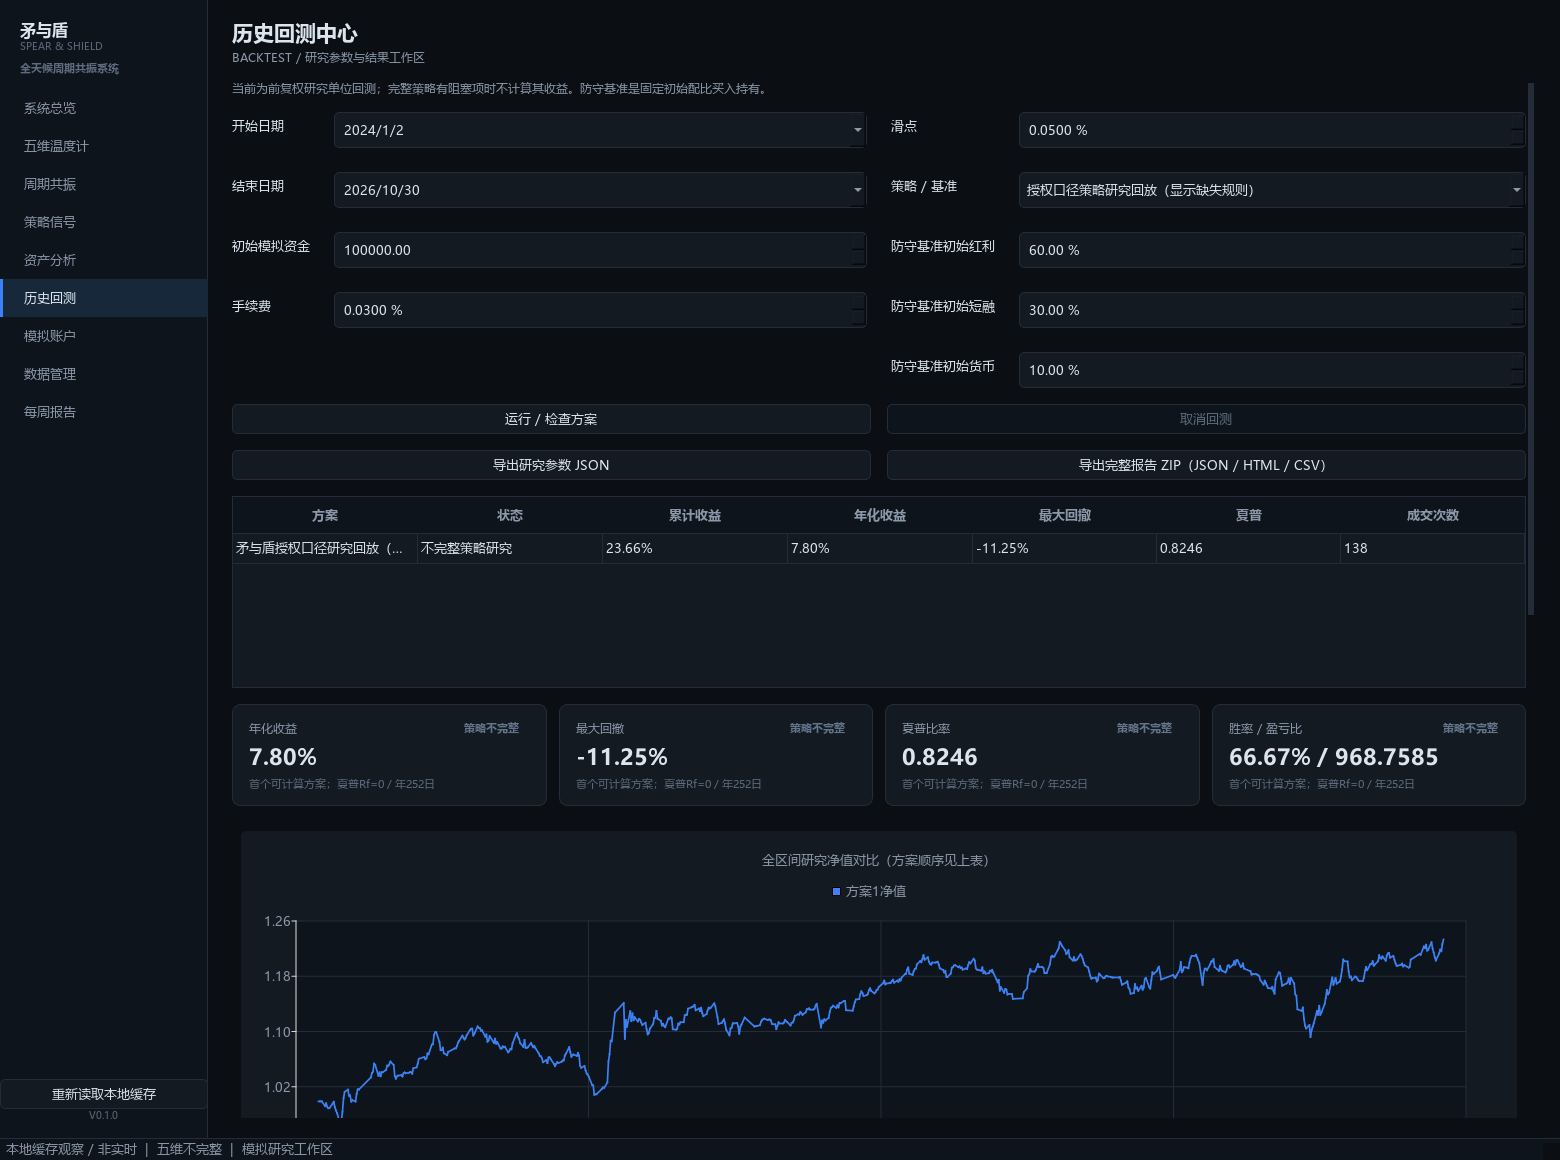 矛与盾
SPEAR & SHIELD
全天候周期共振系统
系统总览
五维温度计
周期共振
策略信号
资产分析
历史回测
模拟账户
数据管理
每周报告
重新读取本地缓存
V0.1.0
历史回测中心
BACKTEST / 研究参数与结果工作区
当前为前复权研究单位回测；完整策略有阻塞项时不计算其收益。防守基准是固定初始配比买入持有。
开始日期 2024/1/2 滑点 0.0500 %
结束日期 2026/10/30 策略 / 基准 授权口径策略研究回放（显示缺失规则）
初始模拟资金 100000.00 防守基准初始红利 60.00 %
手续费 0.0300 % 防守基准初始短融 30.00 %
防守基准初始货币 10.00 %
运行 / 检查方案 取消回测
导出研究参数 JSON 导出完整报告 ZIP（JSON / HTML / CSV）
方案 状态 累计收益 年化收益 最大回撤 夏普 成交次数
矛与盾授权口径研究回放（... 不完整策略研究 23.66% 7.80% -11.25% 0.8246 138
年化收益 策略不完整
7.80%
首个可计算方案；夏普Rf=0 / 年252日
最大回撤 策略不完整
-11.25%
首个可计算方案；夏普Rf=0 / 年252日
夏普比率 策略不完整
0.8246
首个可计算方案；夏普Rf=0 / 年252日
胜率 / 盈亏比 策略不完整
66.67% / 968.7585
首个可计算方案；夏普Rf=0 / 年252日
全区间研究净值对比（方案顺序见上表）
方案1净值
1.26
1.18
1.10
1.02
本地缓存观察 / 非实时 | 五维不完整 | 模拟研究工作区